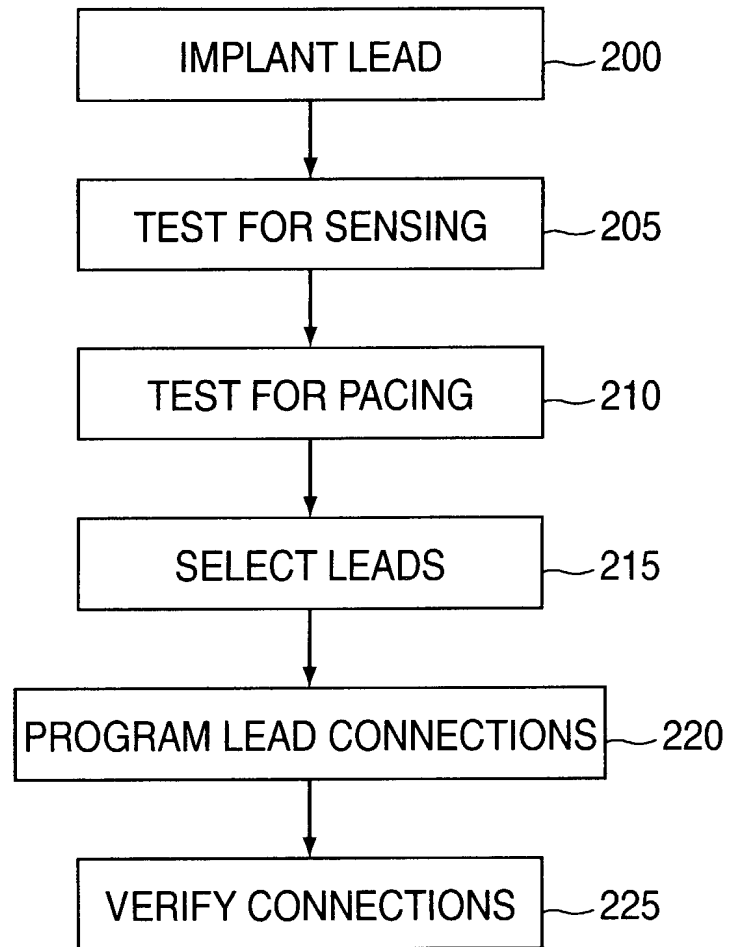 IMPLANT LEAD 200
TEST FOR SENSING 205
TEST FOR PACING 210
SELECT LEADS 215
PROGRAM LEAD CONNECTIONS 220
VERIFY CONNECTIONS 225